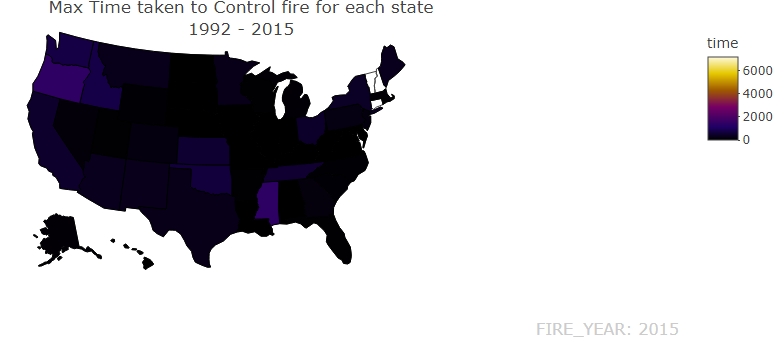 Max Time taken to Control fire for each state
1992 - 2015
time
6000
4000
2000
0
FIRE_YEAR: 2015